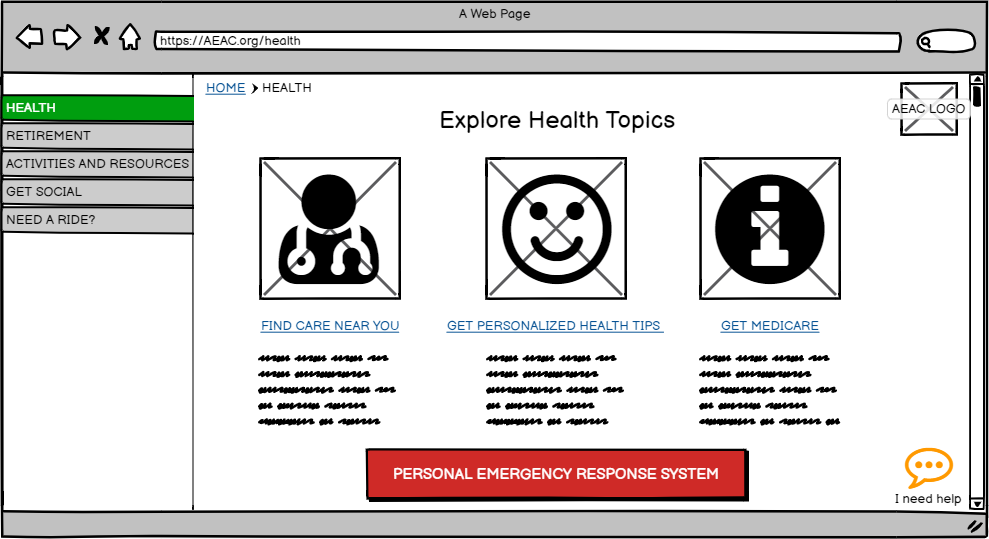 A Web Page
https://AEAC.org/health
HOME HEALTH
AEAC LOGO
HEALTH
RETIREMENT
ACTIVITIES AND RESOURCES
GET SOCIAL
NEED A RIDE?
Explore Health Topics
FIND CARE NEAR YOU
GET PERSONALIZED HEALTH TIPS
GET MEDICARE
PERSONAL EMERGENCY RESPONSE SYSTEM
I need help